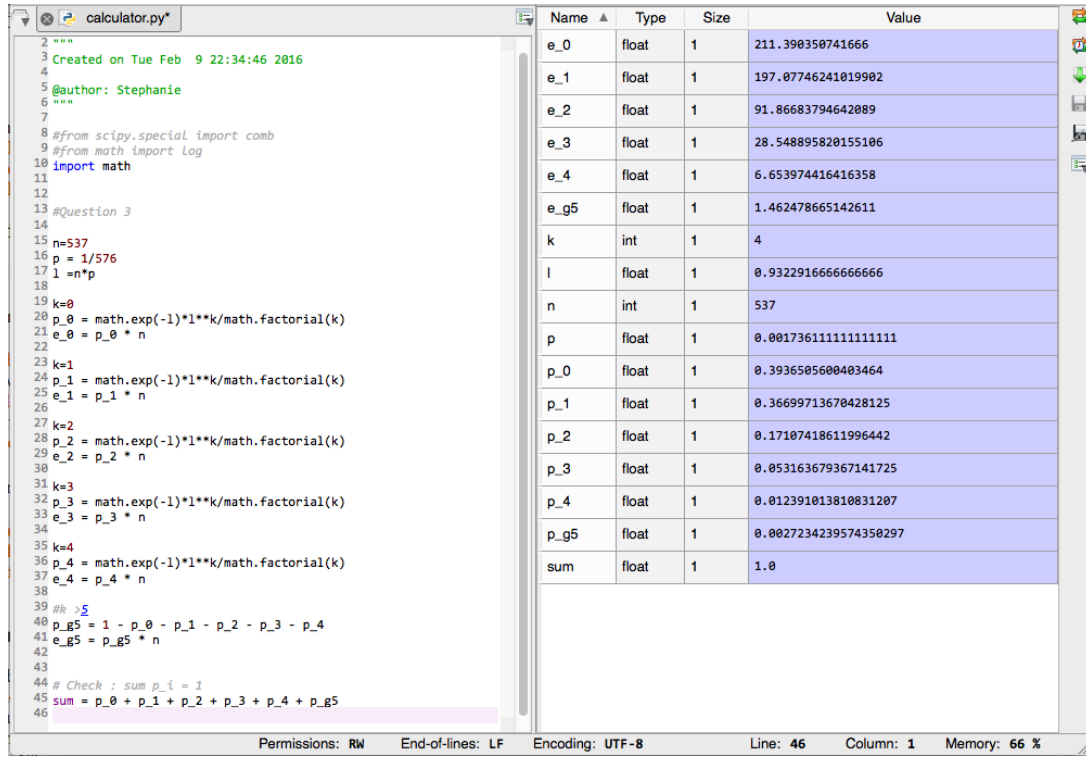 calculator.py*
2 """
3 Created on Tue Feb  9 22:34:46 2016
4
5 @author: Stephanie
6 """
7
8 #from scipy.special import comb
9 #from math import log
10 import math
11
12
13 #Question 3
14
15 n=537
16 p = 1/576
17 l =n*p
18
19 k=0
20 p_0 = math.exp(-l)*l**k/math.factorial(k)
21 e_0 = p_0 * n
22
23 k=1
24 p_1 = math.exp(-l)*l**k/math.factorial(k)
25 e_1 = p_1 * n
26
27 k=2
28 p_2 = math.exp(-l)*l**k/math.factorial(k)
29 e_2 = p_2 * n
30
31 k=3
32 p_3 = math.exp(-l)*l**k/math.factorial(k)
33 e_3 = p_3 * n
34
35 k=4
36 p_4 = math.exp(-l)*l**k/math.factorial(k)
37 e_4 = p_4 * n
38
39 #k >5
40 p_g5 = 1 - p_0 - p_1 - p_2 - p_3 - p_4
41 e_g5 = p_g5 * n
42
43
44 # Check : sum p_i = 1
45 sum = p_0 + p_1 + p_2 + p_3 + p_4 + p_g5
46
Name Type Size Value
e_0 float 1 211.390350741666
e_1 float 1 197.07746241019902
e_2 float 1 91.86683794642089
e_3 float 1 28.548895820155106
e_4 float 1 6.653974416416358
e_g5 float 1 1.462478665142611
k int 1 4
l float 1 0.9322916666666666
n int 1 537
p float 1 0.001736111111111111
p_0 float 1 0.3936505600403464
p_1 float 1 0.36699713670428125
p_2 float 1 0.17107418611996442
p_3 float 1 0.053163679367141725
p_4 float 1 0.012391013810831207
p_g5 float 1 0.0027234239574350297
sum float 1 1.0
Permissions: RW End-of-lines: LF Encoding: UTF-8 Line: 46 Column: 1 Memory: 66 %